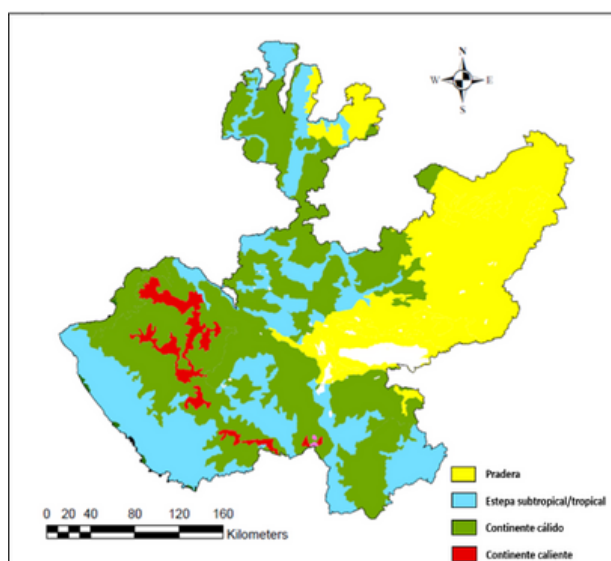 N
W E
S
Pradera
Estepa subtropical/tropical
Continente cálido
Continente caliente
0 20 40 80 120 160
Kilometers